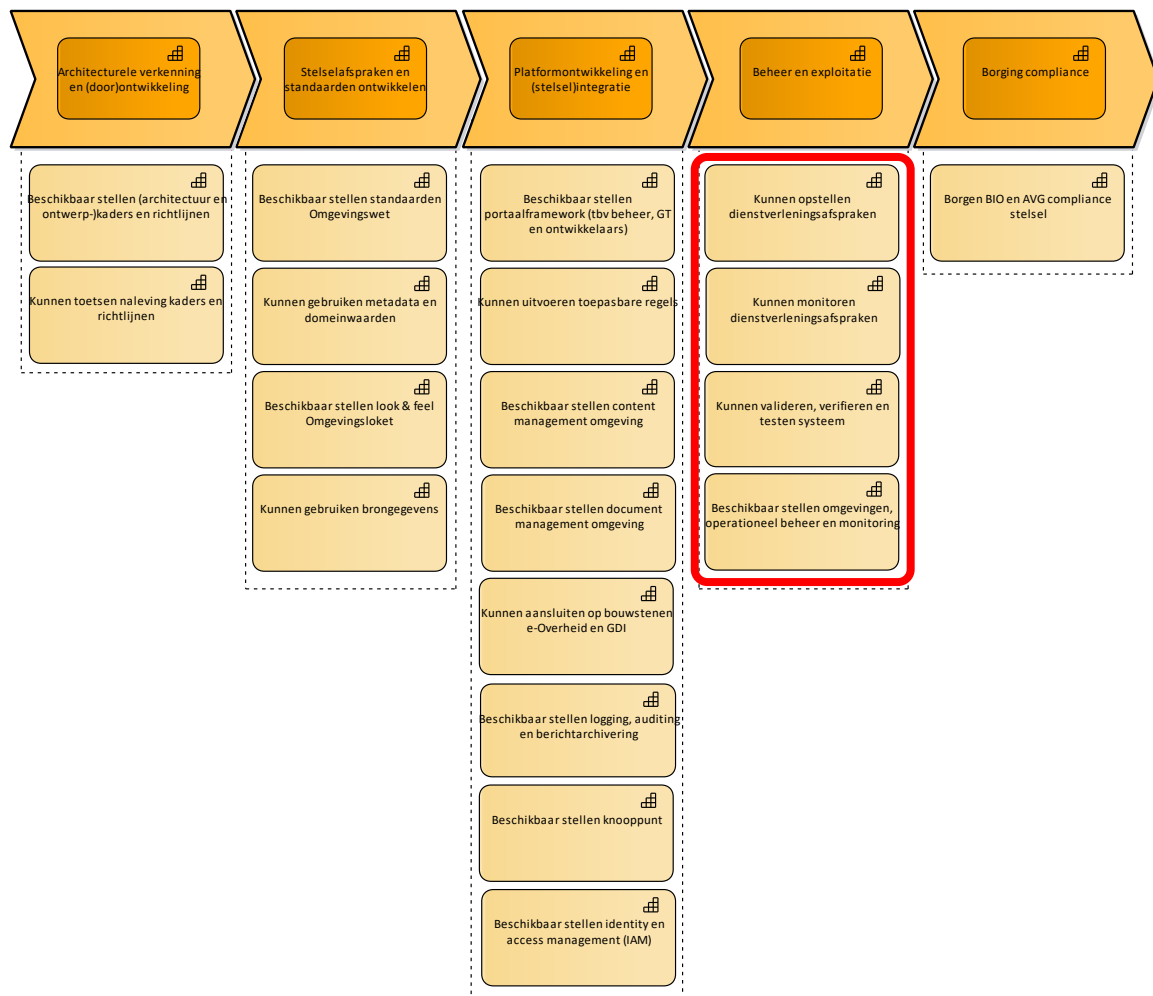 Architecturele verkenning
en (door)ontwikkeling
Stelselafspraken en
standaarden ontwikkelen
Platformontwikkeling en
(stelsel)integratie
Beheer en exploitatie
Borging compliance
Beschikbaar stellen (architectuur en
ontwerp-)kaders en richtlijnen
Kunnen toetsen naleving kaders en
richtlijnen
Beschikbaar stellen standaarden
Omgevingswet
Kunnen gebruiken metadata en
domeinwaarden
Beschikbaar stellen look & feel
Omgevingsloket
Kunnen gebruiken brongegevens
Beschikbaar stellen
portaalframework (tbv beheer, GT
en ontwikkelaars)
Kunnen uitvoeren toepasbare regels
Beschikbaar stellen content
management omgeving
Beschikbaar stellen document
management omgeving
Kunnen aansluiten op bouwstenen
e-Overheid en GDI
Beschikbaar stellen logging, auditing
en berichtarchivering
Beschikbaar stellen knooppunt
Beschikbaar stellen identity en
access management (IAM)
Kunnen opstellen
dienstverleningsafspraken
Kunnen monitoren
dienstverleningsafspraken
Kunnen valideren, verifieren en
testen systeem
Beschikbaar stellen omgevingen,
operationeel beheer en monitoring
Borgen BIO en AVG compliance
stelsel